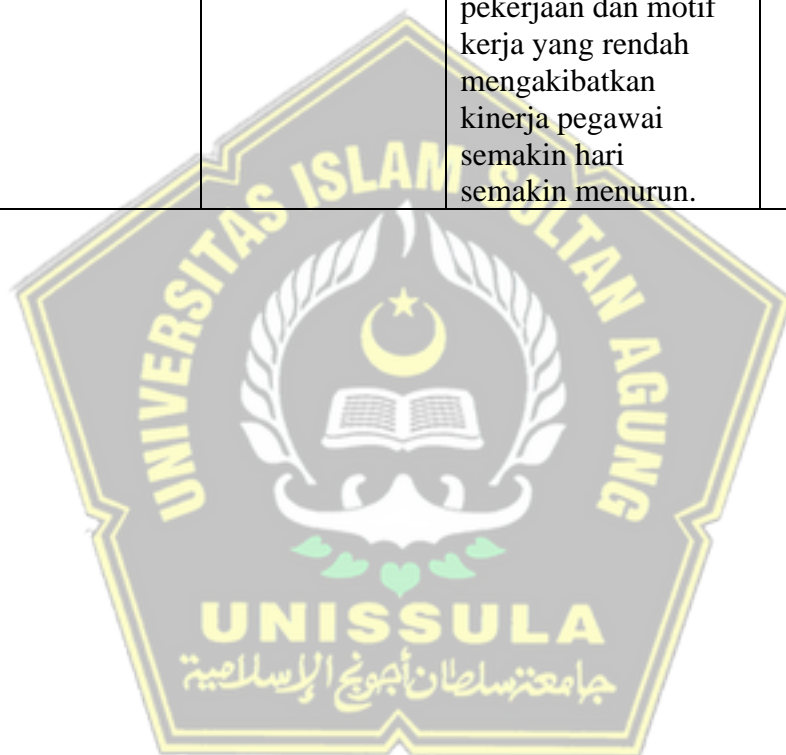 pekerjaan dan motif
kerja yang rendah
mengakibatkan
kinerja pegawai
semakin hari
semakin menurun.
UNIVERSITAS ISLAM SULTAN AGUNG
UNISSULA
جامعة سلطان أجونج الإسلامية